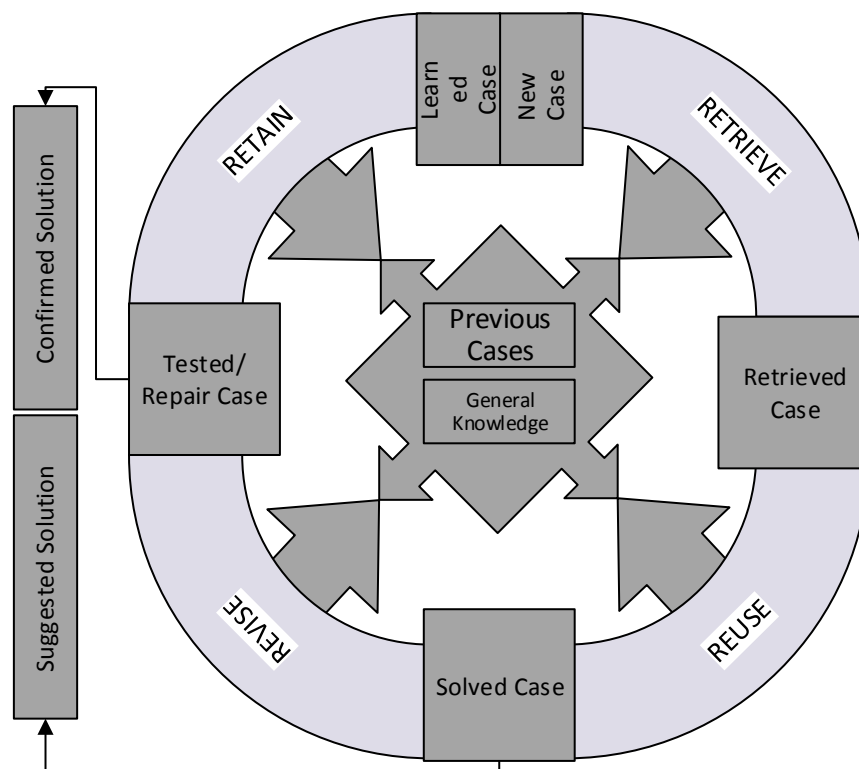 Learn
ed
Case
New
Case
RETAIN
RETRIEVE
Confirmed Solution
Previous
Cases
Tested/
Repair Case
General
Knowledge
Retrieved
Case
Suggested Solution
REVISE
REUSE
Solved Case